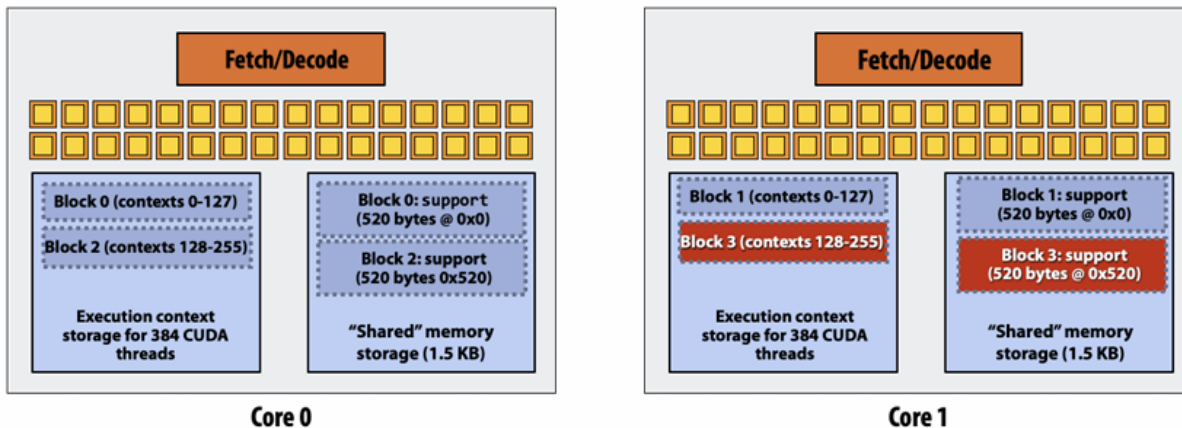 Fetch/Decode
Block 0 (contexts 0-127)
Block 2 (contexts 128-255)
Execution context
storage for 384 CUDA
threads
Block 0: support
(520 bytes @ 0x0)
Block 2: support
(520 bytes 0x520)
“Shared” memory
storage (1.5 KB)
Core 0
Fetch/Decode
Block 1 (contexts 0-127)
Block 3 (contexts 128-255)
Execution context
storage for 384 CUDA
threads
Block 1: support
(520 bytes @ 0x0)
Block 3: support
(520 bytes @ 0x520)
“Shared” memory
storage (1.5 KB)
Core 1